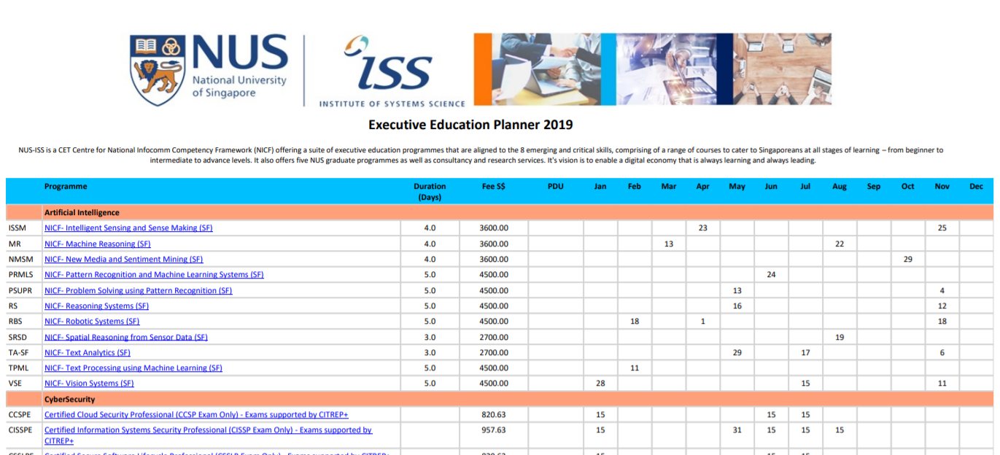 NUS
National University
of Singapore
ISS
INSTITUTE OF SYSTEMS SCIENCE
Executive Education Planner 2019
NUS-ISS is a CET Centre for National Infocomm Competency Framework (NICF) offering a suite of executive education programmes that are aligned to the 8 emerging and critical skills, comprising of a range of courses to cater to Singaporeans at all stages of learning – from beginner to
intermediate to advance levels. It also offers five NUS graduate programmes as well as consultancy and research services. It's vision is to enable a digital economy that is always learning and always leading.
Programme Duration (Days) Fee S$ PDU Jan Feb Mar Apr May Jun Jul Aug Sep Oct Nov Dec
Artificial Intelligence
ISSM NICF- Intelligent Sensing and Sense Making (SF) 4.0 3600.00 23 25
MR NICF- Machine Reasoning (SF) 4.0 3600.00 13 22
NMSM NICF- New Media and Sentiment Mining (SF) 4.0 3600.00 29
PRMLS NICF- Pattern Recognition and Machine Learning Systems (SF) 5.0 4500.00 24
PSUPR NICF- Problem Solving using Pattern Recognition (SF) 5.0 4500.00 13 4
RS NICF- Reasoning Systems (SF) 5.0 4500.00 16 12
RBS NICF- Robotic Systems (SF) 5.0 4500.00 18 1 18
SRSD NICF- Spatial Reasoning from Sensor Data (SF) 3.0 2700.00 19
TA-SF NICF- Text Analytics (SF) 3.0 2700.00 29 17 6
TPML NICF- Text Processing using Machine Learning (SF) 5.0 4500.00 11
VSE NICF- Vision Systems (SF) 5.0 4500.00 28 15 11
CyberSecurity
CCSPE Certified Cloud Security Professional (CCSP Exam Only) - Exams supported by CITREP+ 820.63 15 15 15
CISSPE Certified Information Systems Security Professional (CISSP Exam Only) - Exams supported by 957.63 15 31 15 15 15
CITREP+